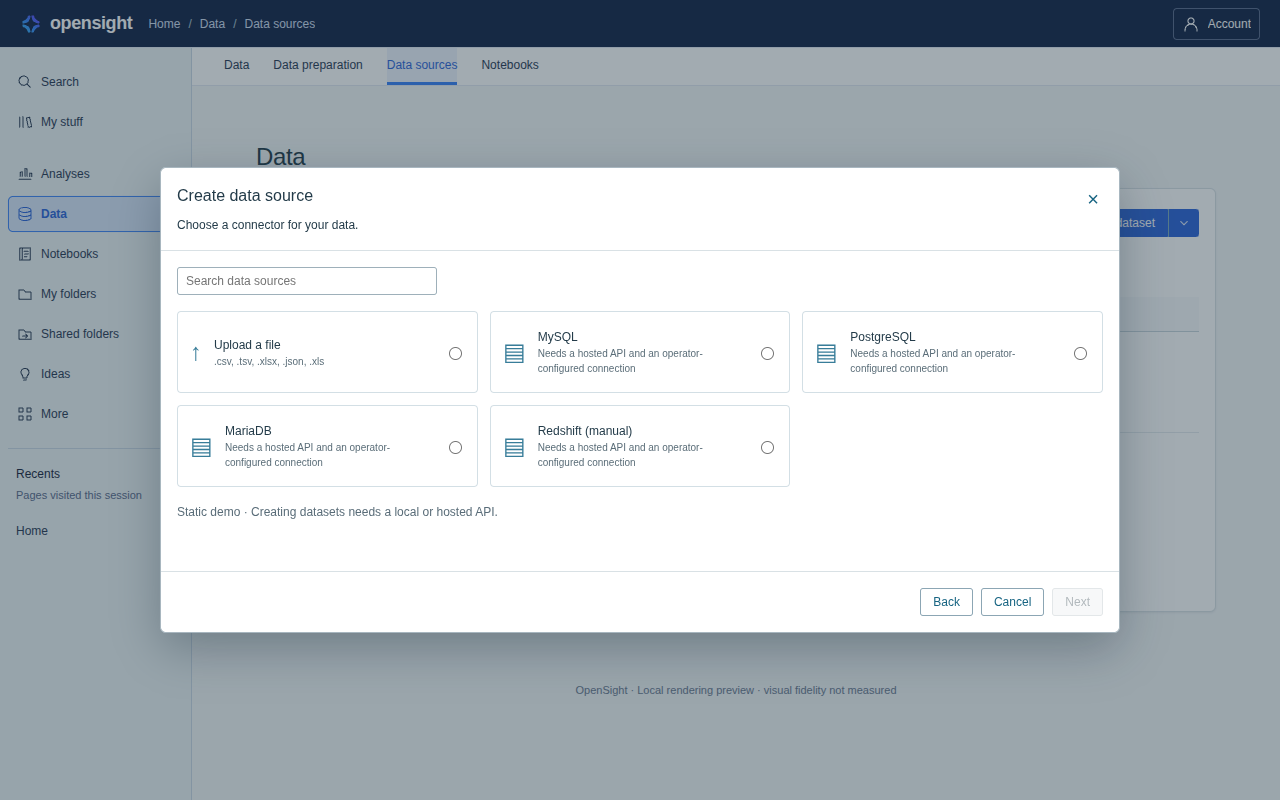 opensight
Home / Data / Data sources
Account
Data
Data preparation
Data sources
Notebooks
Search
My stuff
Analyses
Data
Notebooks
My folders
Shared folders
Ideas
More
Recents
Pages visited this session
Home
Data
Create data source
×
Choose a connector for your data.
Search data sources
↑
Upload a file
.csv, .tsv, .xlsx, .json, .xls
MySQL
Needs a hosted API and an operator-
configured connection
PostgreSQL
Needs a hosted API and an operator-
configured connection
MariaDB
Needs a hosted API and an operator-
configured connection
Redshift (manual)
Needs a hosted API and an operator-
configured connection
Static demo · Creating datasets needs a local or hosted API.
Back
Cancel
Next
OpenSight · Local rendering preview · visual fidelity not measured